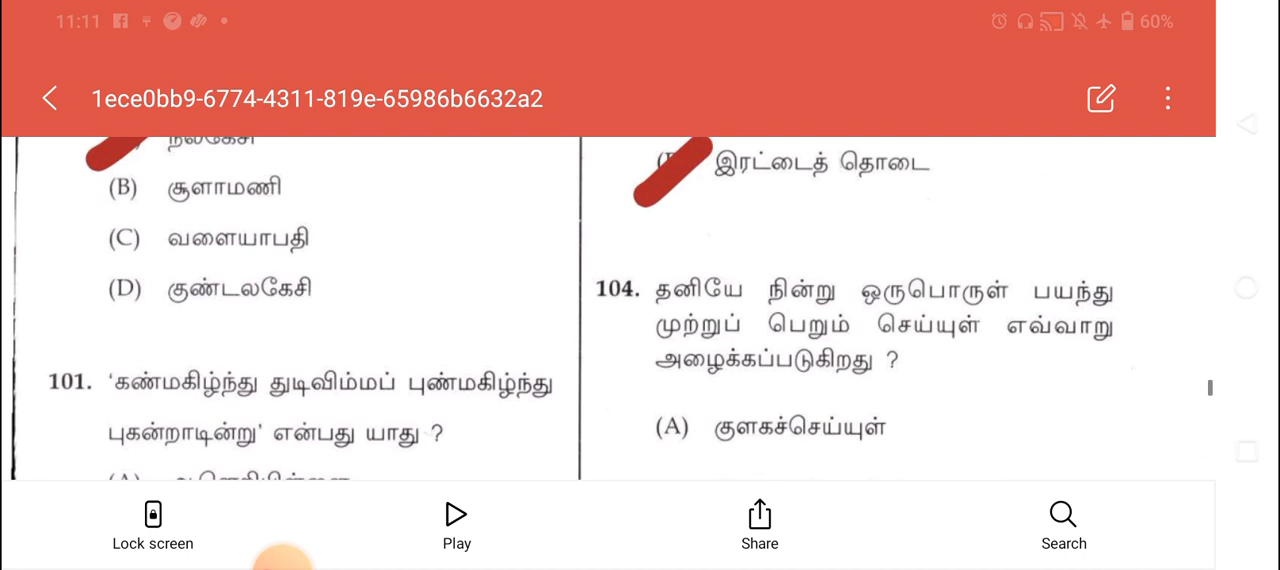 11:11
60%
1ece0bb9-6774-4311-819e-65986b6632a2
நீலகேசி
(B) சூளாமணி
(C) வளையாபதி
(D) குண்டலகேசி
101. ‘கண்மகிழ்ந்து துடிவிம்மப் புண்மகிழ்ந்து
புகன்றாடின்று’ என்பது யாது ?
இரட்டைத் தொடை
104. தனியே நின்று ஒருபொருள் பயந்து
முற்றுப் பெறும் செய்யுள் எவ்வாறு
அழைக்கப்படுகிறது ?
(A) குளகச்செய்யுள்
Lock screen
Play
Share
Search